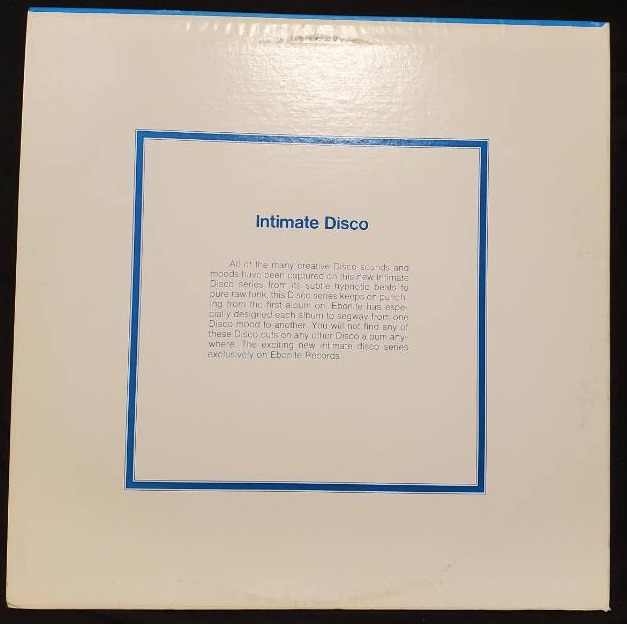 Intimate Disco
All of the many creative Disco sounds and
moods have been captured on this new Intimate
Disco series from its subtle hypnotic beats to
pure raw funk, this Disco series keeps on punch-
ing from the first album on. Ebonite has espe-
cially designed each album to segway from one
Disco mood to another. You will not find any of
these Disco cuts on any other Disco album any-
where. The exciting new Intimate disco series
exclusively on Ebonite Records